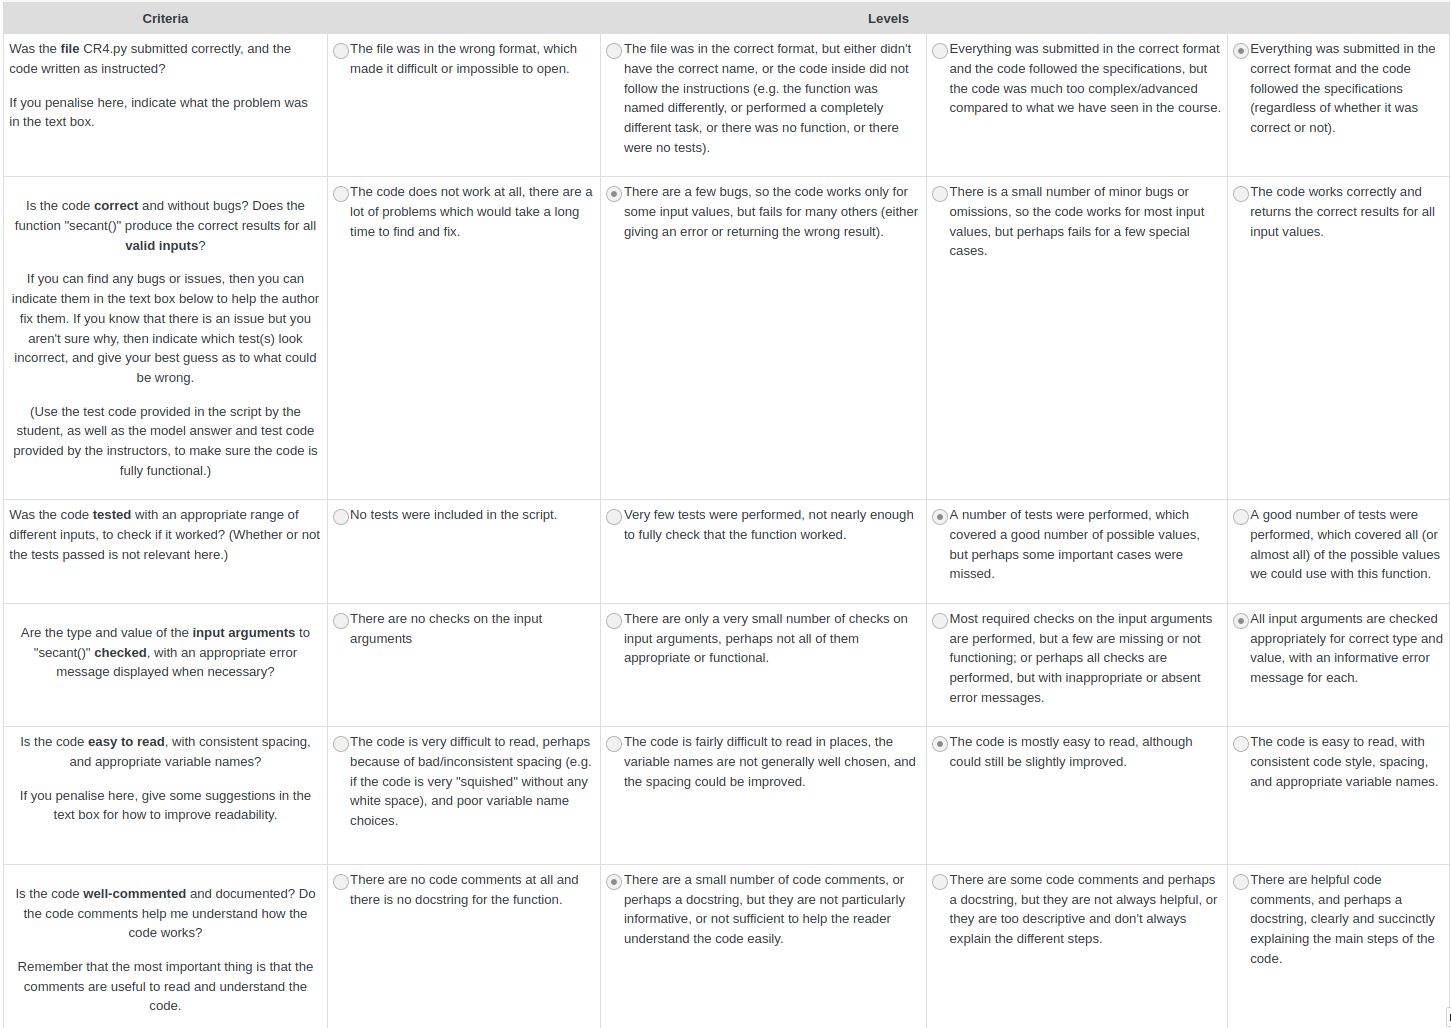 Criteria
Levels
Was the file CR4.py submitted correctly, and the
code written as instructed?
If you penalise here, indicate what the problem was
in the text box.
The file was in the wrong format, which
made it difficult or impossible to open.
The file was in the correct format, but either didn't
have the correct name, or the code inside did not
follow the instructions (e.g. the function was
named differently, or performed a completely
different task, or there was no function, or there
were no tests).
Everything was submitted in the correct format
and the code followed the specifications, but
the code was much too complex/advanced
compared to what we have seen in the course.
Everything was submitted in the
correct format and the code
followed the specifications
(regardless of whether it was
correct or not).
Is the code correct and without bugs? Does the
function "secant()" produce the correct results for all
valid inputs?
If you can find any bugs or issues, then you can
indicate them in the text box below to help the author
fix them. If you know that there is an issue but you
aren't sure why, then indicate which test(s) look
incorrect, and give your best guess as to what could
be wrong.
(Use the test code provided in the script by the
student, as well as the model answer and test code
provided by the instructors, to make sure the code is
fully functional.)
The code does not work at all, there are a
lot of problems which would take a long
time to find and fix.
There are a few bugs, so the code works only for
some input values, but fails for many others (either
giving an error or returning the wrong result).
There is a small number of minor bugs or
omissions, so the code works for most input
values, but perhaps fails for a few special
cases.
The code works correctly and
returns the correct results for all
input values.
Was the code tested with an appropriate range of
different inputs, to check if it worked? (Whether or not
the tests passed is not relevant here.)
No tests were included in the script.
Very few tests were performed, not nearly enough
to fully check that the function worked.
A number of tests were performed, which
covered a good number of possible values,
but perhaps some important cases were
missed.
A good number of tests were
performed, which covered all (or
almost all) of the possible values
we could use with this function.
Are the type and value of the input arguments to
"secant()" checked, with an appropriate error
message displayed when necessary?
There are no checks on the input
arguments
There are only a very small number of checks on
input arguments, perhaps not all of them
appropriate or functional.
Most required checks on the input arguments
are performed, but a few are missing or not
functioning; or perhaps all checks are
performed, but with inappropriate or absent
error messages.
All input arguments are checked
appropriately for correct type and
value, with an informative error
message for each.
Is the code easy to read, with consistent spacing,
and appropriate variable names?
If you penalise here, give some suggestions in the
text box for how to improve readability.
The code is very difficult to read, perhaps
because of bad/inconsistent spacing (e.g.
if the code is very "squished" without any
white space), and poor variable name
choices.
The code is fairly difficult to read in places, the
variable names are not generally well chosen, and
the spacing could be improved.
The code is mostly easy to read, although
could still be slightly improved.
The code is easy to read, with
consistent code style, spacing,
and appropriate variable names.
Is the code well-commented and documented? Do
the code comments help me understand how the
code works?
Remember that the most important thing is that the
comments are useful to read and understand the
code.
There are no code comments at all and
there is no docstring for the function.
There are a small number of code comments, or
perhaps a docstring, but they are not particularly
informative, or not sufficient to help the reader
understand the code easily.
There are some code comments and perhaps
a docstring, but they are not always helpful, or
they are too descriptive and don't always
explain the different steps.
There are helpful code
comments, and perhaps a
docstring, clearly and succinctly
explaining the main steps of the
code.